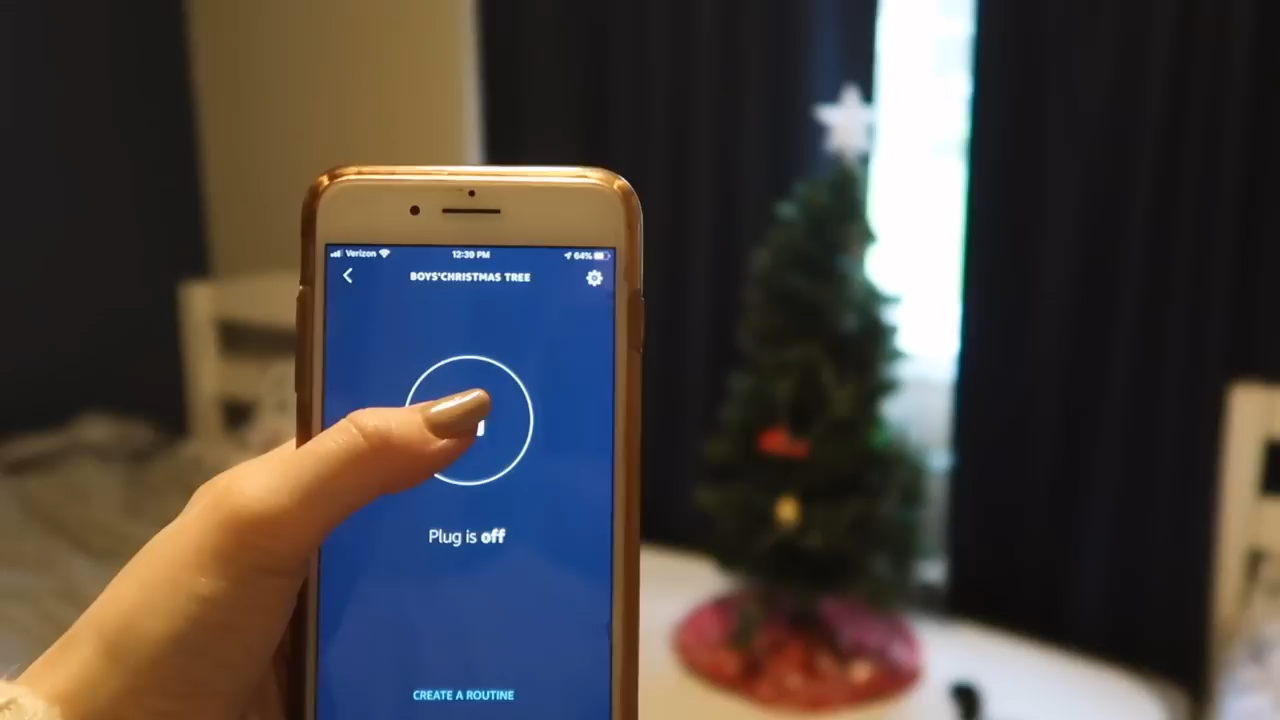 Verizon 12:39 PM 64%
BOYS'CHRISTMAS TREE
Plug is off
CREATE A ROUTINE